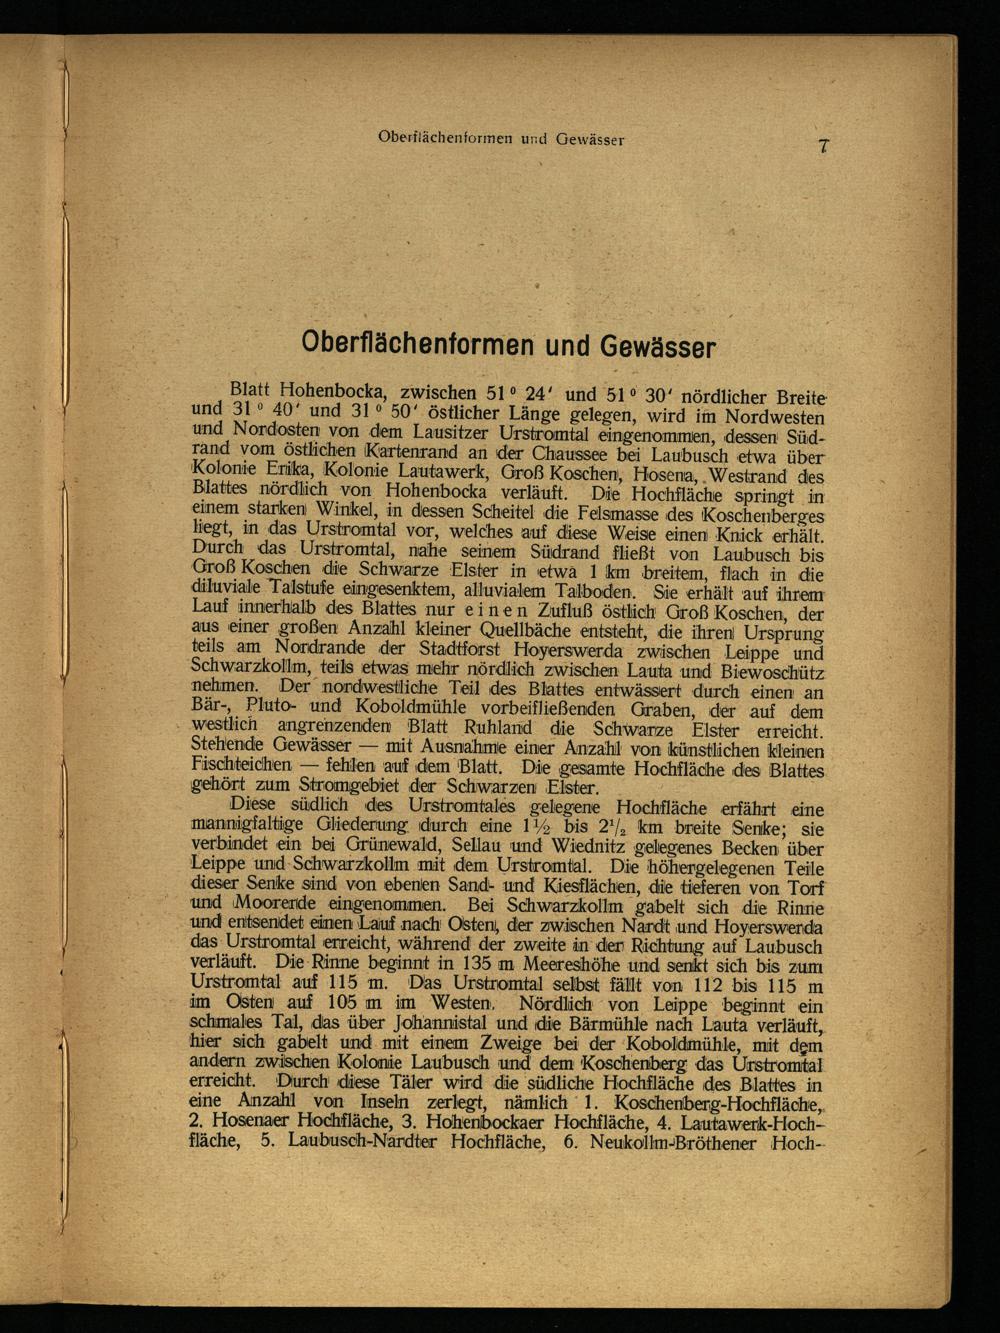 Oberflächenformen und Gewässer
7
Oberflächenformen und Gewässer
Blatt Hohenbocka, zwischen 51⁰ 24′ und 51⁰ 30′ nördlicher Breite
und 31⁰ 40′ und 31⁰ 50′ östlicher Länge gelegen, wird im Nordwesten
und Nordosten von dem Lausitzer Urstromtal eingenommen, dessen Süd-
rand vom östlichen Kartenrand an der Chaussee bei Laubusch etwa über
Kolonie Erika, Kolonie Lautawerk, Groß Koschen, Hosena, Westrand des
Blattes nördlich von Hohenbocka verläuft. Die Hochfläche springt in
einem starken Winkel, in dessen Scheitel die Felsmasse des Koschenberges
liegt, in das Urstromtal vor, welches auf diese Weise einen Knick erhält.
Durch das Urstromtal, nahe seinem Südrand fließt von Laubusch bis
Groß Koschen die Schwarze Elster in etwa 1 km breitem, flach in die
diluviale Talstufe eingesenktem, alluvialem Talboden. Sie erhält auf ihrem
Lauf innerhalb des Blattes nur einen Zufluß östlich Groß Koschen, der
aus einer großen Anzahl kleiner Quellbäche entsteht, die ihren Ursprung
teils am Nordrande der Stadtforst Hoyerswerda zwischen Leippe und
Schwarzkollm, teils etwas mehr nördlich zwischen Lauta und Biewoschütz
nehmen. Der nordwestliche Teil des Blattes entwässert durch einen an
Bär-, Pluto- und Koboldmühle vorbeifließenden Graben, der auf dem
westlich angrenzenden Blatt Ruhland die Schwarze Elster erreicht.
Stehende Gewässer — mit Ausnahme einer Anzahl von künstlichen kleinen
Fischteichen — fehlen auf dem Blatt. Die gesamte Hochfläche des Blattes
gehört zum Stromgebiet der Schwarzen Elster.
Diese südlich des Urstromtales gelegene Hochfläche erfährt eine
mannigfaltige Gliederung durch eine 1½ bis 2¹/₂ km breite Senke; sie
verbindet ein bei Grünewald, Sellau und Wiednitz gelegenes Becken über
Leippe und Schwarzkollm mit dem Urstromtal. Die höhergelegenen Teile
dieser Senke sind von ebenen Sand- und Kiesflächen, die tieferen von Torf
und Moorerde eingenommen. Bei Schwarzkollm gabelt sich die Rinne
und entsendet einen Lauf nach Osten, der zwischen Nardt und Hoyerswerda
das Urstromtal erreicht, während der zweite in der Richtung auf Laubusch
verläuft. Die Rinne beginnt in 135 m Meereshöhe und senkt sich bis zum
Urstromtal auf 115 m. Das Urstromtal selbst fällt von 112 bis 115 m
im Osten auf 105 m im Westen. Nördlich von Leippe beginnt ein
schmales Tal, das über Johannistal und die Bärmühle nach Lauta verläuft,
hier sich gabelt und mit einem Zweige bei der Koboldmühle, mit dem
andern zwischen Kolonie Laubusch und dem Koschenberg das Urstromtal
erreicht. Durch diese Täler wird die südliche Hochfläche des Blattes in
eine Anzahl von Inseln zerlegt, nämlich 1. Koschenberg-Hochfläche,
2. Hosenaer Hochfläche, 3. Hohenbockaer Hochfläche, 4. Lautawerk-Hoch-
fläche, 5. Laubusch-Nardter Hochfläche, 6. Neukollm-Bröthener Hoch-